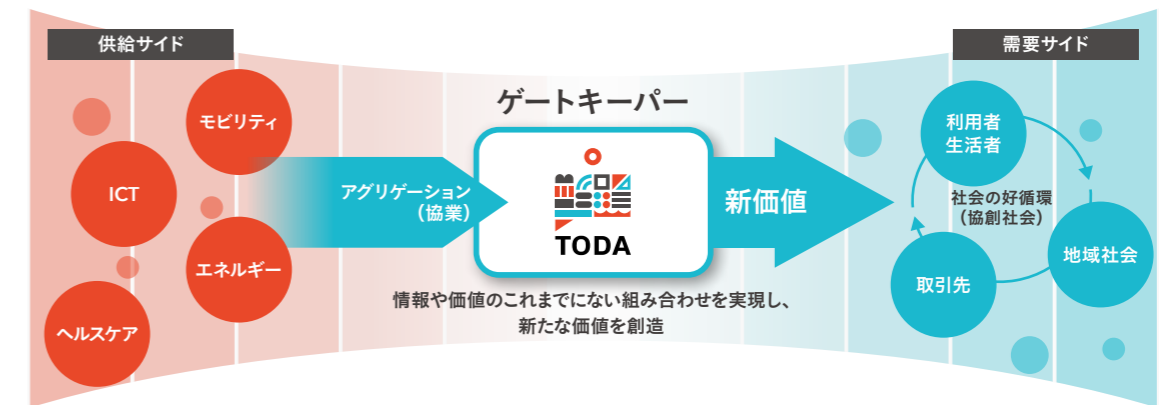 供給サイド
モビリティ
ICT
エネルギー
ヘルスケア
アグリゲーション
（協業）
ゲートキーパー
TODA
情報や価値のこれまでにない組み合わせを実現し、
新たな価値を創造
新価値
需要サイド
利用者
生活者
社会の好循環
（協創社会）
地域社会
取引先